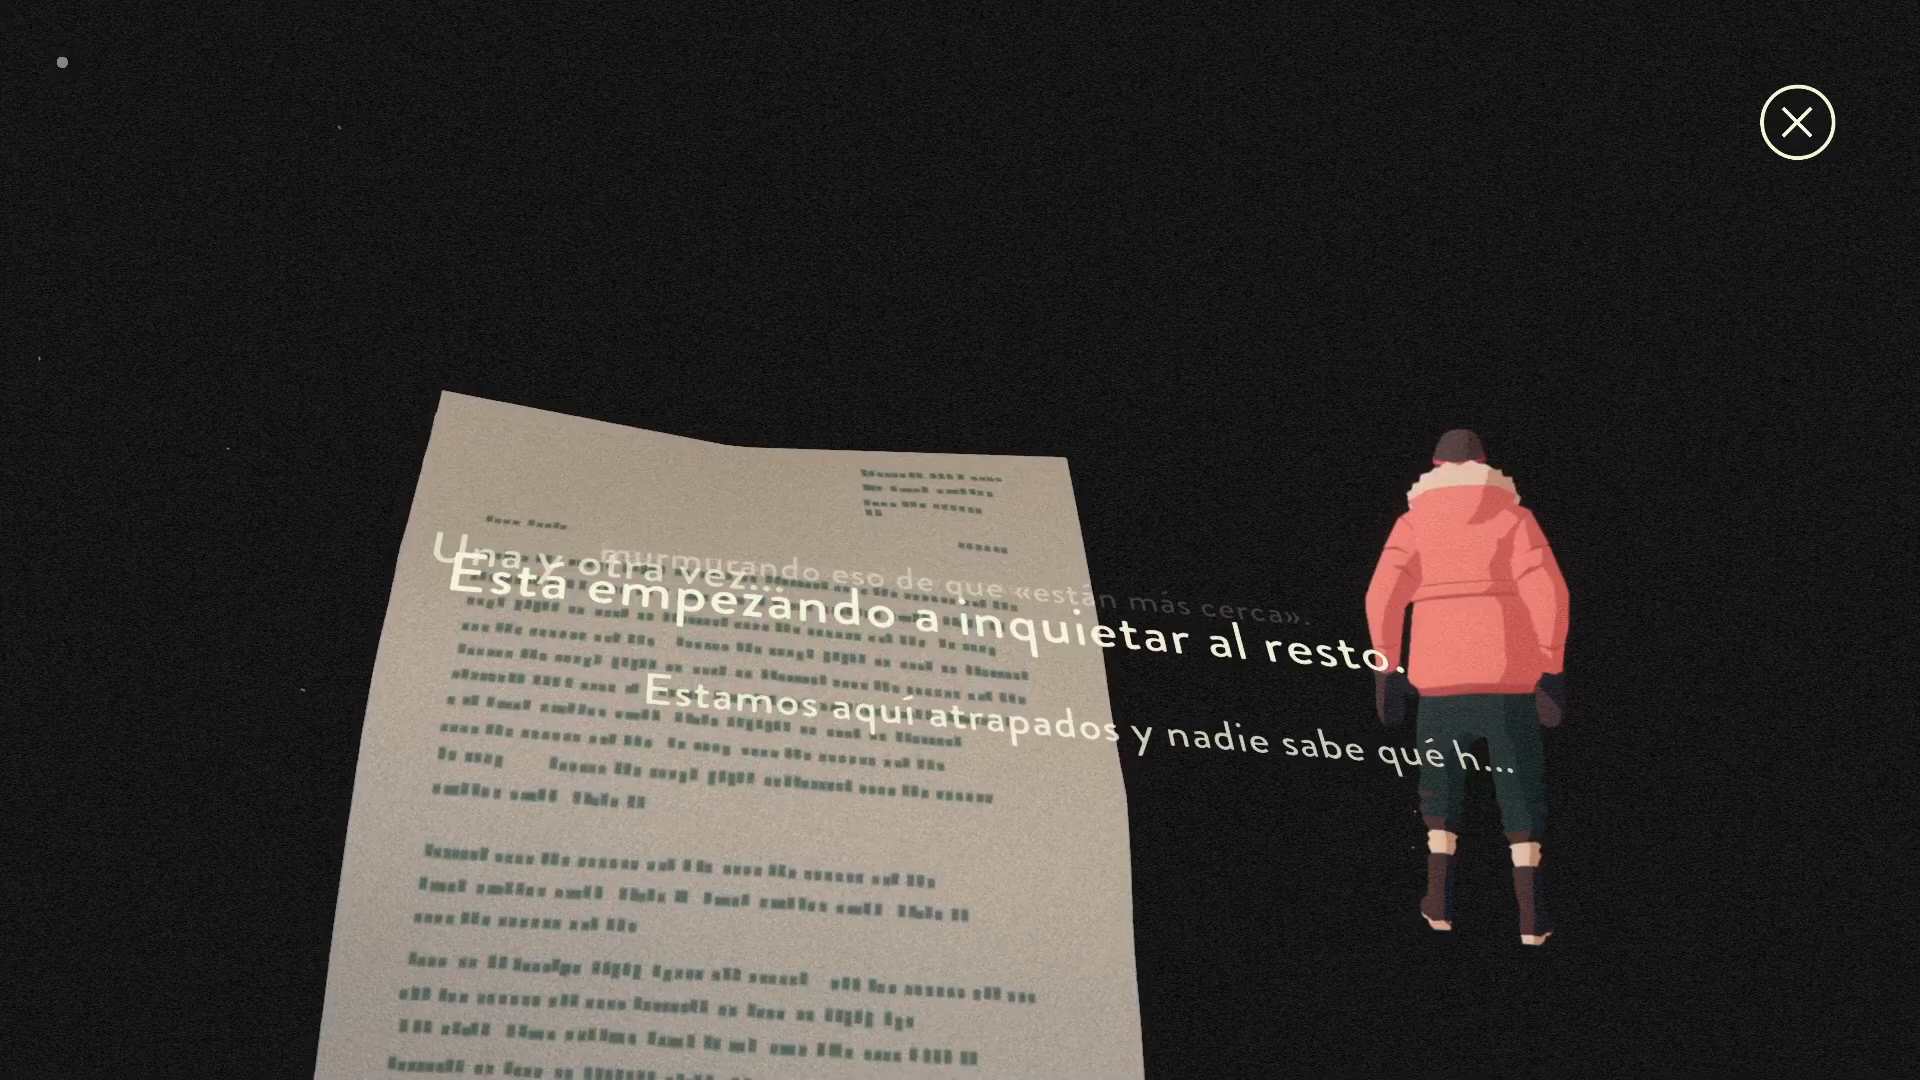 murmurando eso de que «están más cerca».
Una y otra vez...
Está empezando a inquietar al resto.
Estamos aquí atrapados y nadie sabe qué h...